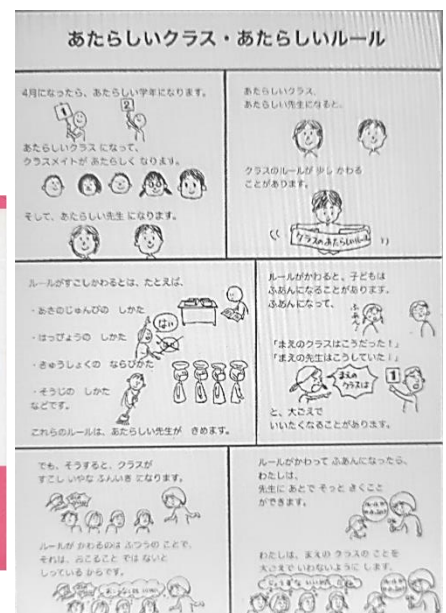 あたらしいクラス・あたらしいルール
4月になったら、あたらしい学年になります。
1
2
あたらしいクラス になって、
クラスメイトが あたらしく なります。
そして、あたらしい先生 になります。
あたらしいクラス、
あたらしい先生になると、
クラスのルールが 少し かわる
ことがあります。
クラスのあたらしいルール
ルールがすこしかわるとは、たとえば、
・あさのじゅんびの しかた
はい
・はっぴょうの しかた
・きゅうしょくの ならびかた
・そうじの しかた
などです。
これらのルールは、あたらしい先生が きめます。
ルールがかわると、子どもは
ふあんになることがあります。
ふあんになって、
ふあん
「まえのクラスはこうだった!」
「まえの先生はこうしていた!」
まえの
クラスは
1
と、大ごえで
いいたくなることがあります。
でも、そうすると、クラスが
すこし いやな ふんいき になります。
ルールが かわるのは ふつうの ことで、
それは、おこること では ないと
しっている からです。
ルールがかわって ふあんになったら、
わたしは、
先生に あとで そっと きくこと
ができます。
わたしは、まえの クラスの ことを
大ごえで いわないように します。